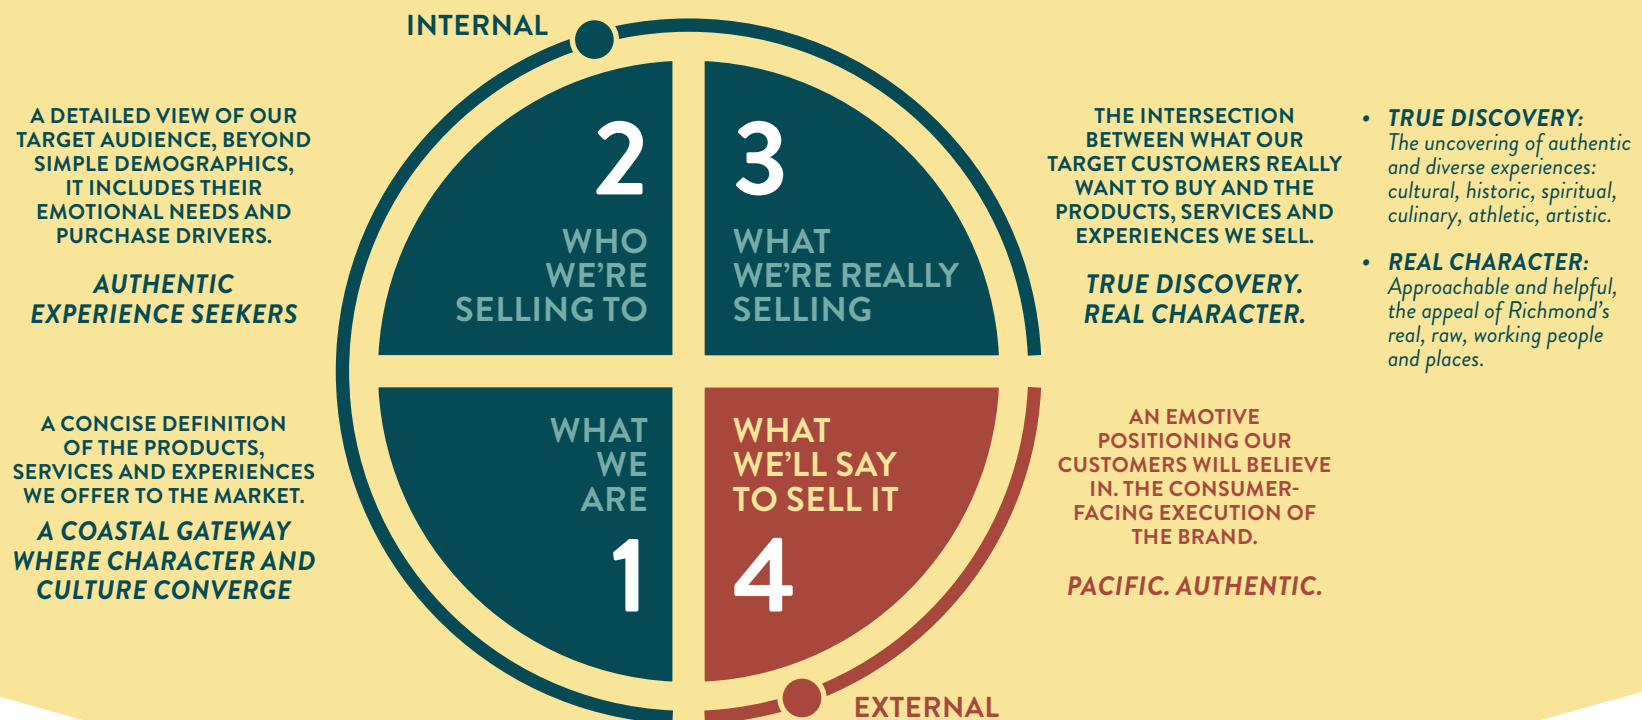 INTERNAL
A DETAILED VIEW OF OUR
TARGET AUDIENCE, BEYOND
SIMPLE DEMOGRAPHICS,
IT INCLUDES THEIR
EMOTIONAL NEEDS AND
PURCHASE DRIVERS.
AUTHENTIC
EXPERIENCE SEEKERS
2
WHO
WE’RE
SELLING TO
3
WHAT
WE’RE REALLY
SELLING
THE INTERSECTION
BETWEEN WHAT OUR
TARGET CUSTOMERS REALLY
WANT TO BUY AND THE
PRODUCTS, SERVICES AND
EXPERIENCES WE SELL.
TRUE DISCOVERY.
REAL CHARACTER.
• TRUE DISCOVERY:
The uncovering of authentic
and diverse experiences:
cultural, historic, spiritual,
culinary, athletic, artistic.
• REAL CHARACTER:
Approachable and helpful,
the appeal of Richmond’s
real, raw, working people
and places.
A CONCISE DEFINITION
OF THE PRODUCTS,
SERVICES AND EXPERIENCES
WE OFFER TO THE MARKET.
A COASTAL GATEWAY
WHERE CHARACTER AND
CULTURE CONVERGE
WHAT
WE
ARE
1
WHAT
WE’LL SAY
TO SELL IT
4
AN EMOTIVE
POSITIONING OUR
CUSTOMERS WILL BELIEVE
IN. THE CONSUMER-
FACING EXECUTION OF
THE BRAND.
PACIFIC. AUTHENTIC.
EXTERNAL